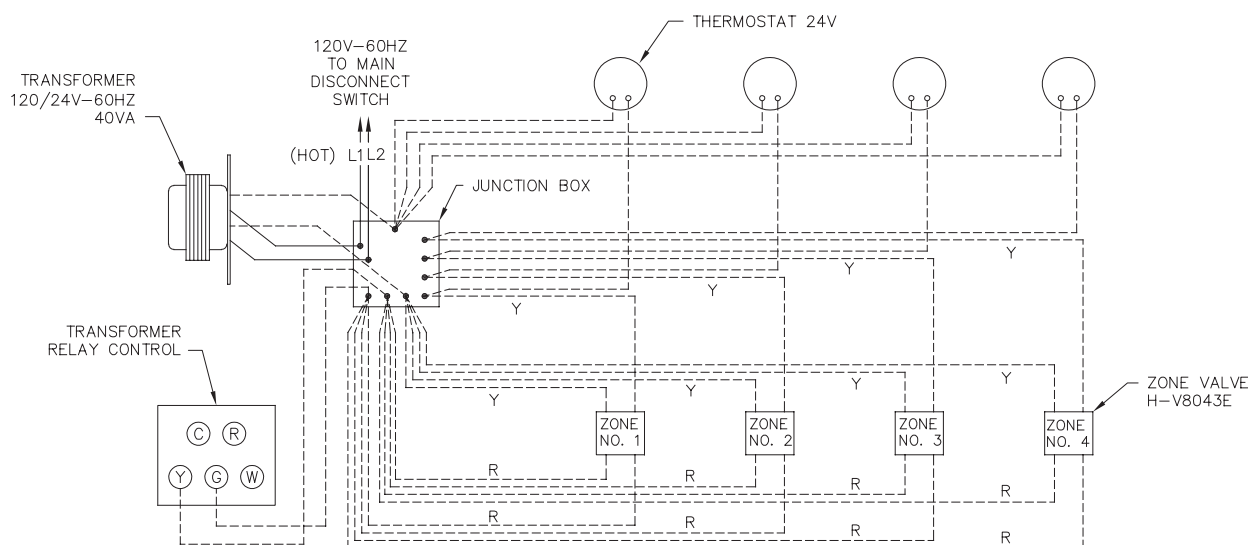 THERMOSTAT 24V
120V-60HZ
TO MAIN
DISCONNECT
SWITCH
TRANSFORMER
120/24V-60HZ
40VA
(HOT) L1 L2
JUNCTION BOX
Y
Y
Y
Y
TRANSFORMER
RELAY CONTROL
Y
Y
Y
Y
ZONE VALVE
H-V8043E
C R
Y G W
ZONE
NO. 1
ZONE
NO. 2
ZONE
NO. 3
ZONE
NO. 4
R
R
R
R
R
R
R
R